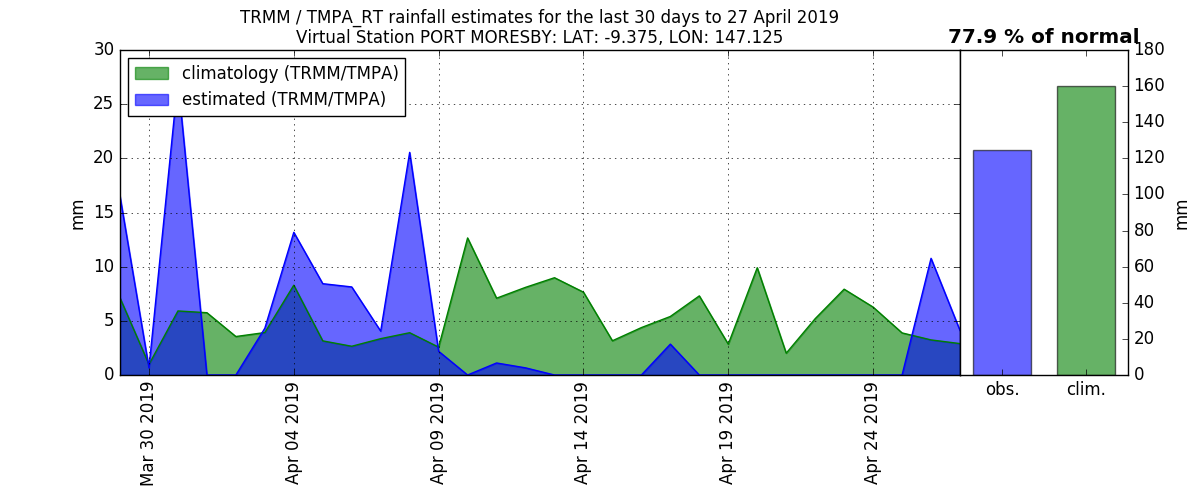 TRMM / TMPA_RT rainfall estimates for the last 30 days to 27 April 2019
Virtual Station PORT MORESBY: LAT: -9.375, LON: 147.125
77.9 % of normal
climatology (TRMM/TMPA)
estimated (TRMM/TMPA)
30
25
20
15
10
5
0
mm
Mar 30 2019
Apr 04 2019
Apr 09 2019
Apr 14 2019
Apr 19 2019
Apr 24 2019
180
160
140
120
100
80
60
40
20
0
mm
obs.
clim.